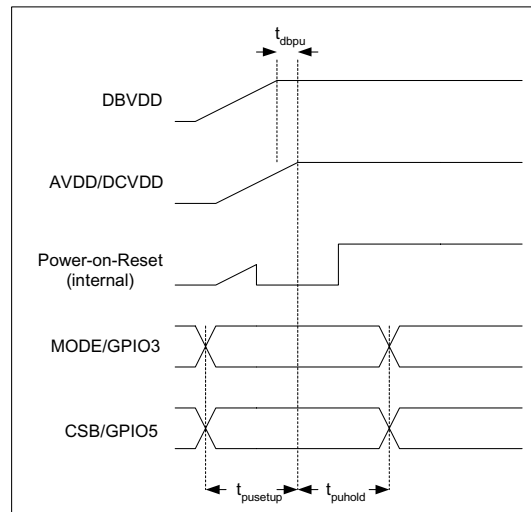 t_dbpu
DBVDD
AVDD/DCVDD
Power-on-Reset
(internal)
MODE/GPIO3
CSB/GPIO5
t_pusetup t_puhold